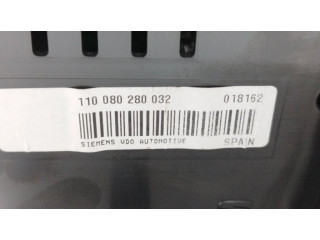 110 080 280 032 018162
SIEMENS VDO AUTOMOTIVE SPAIN